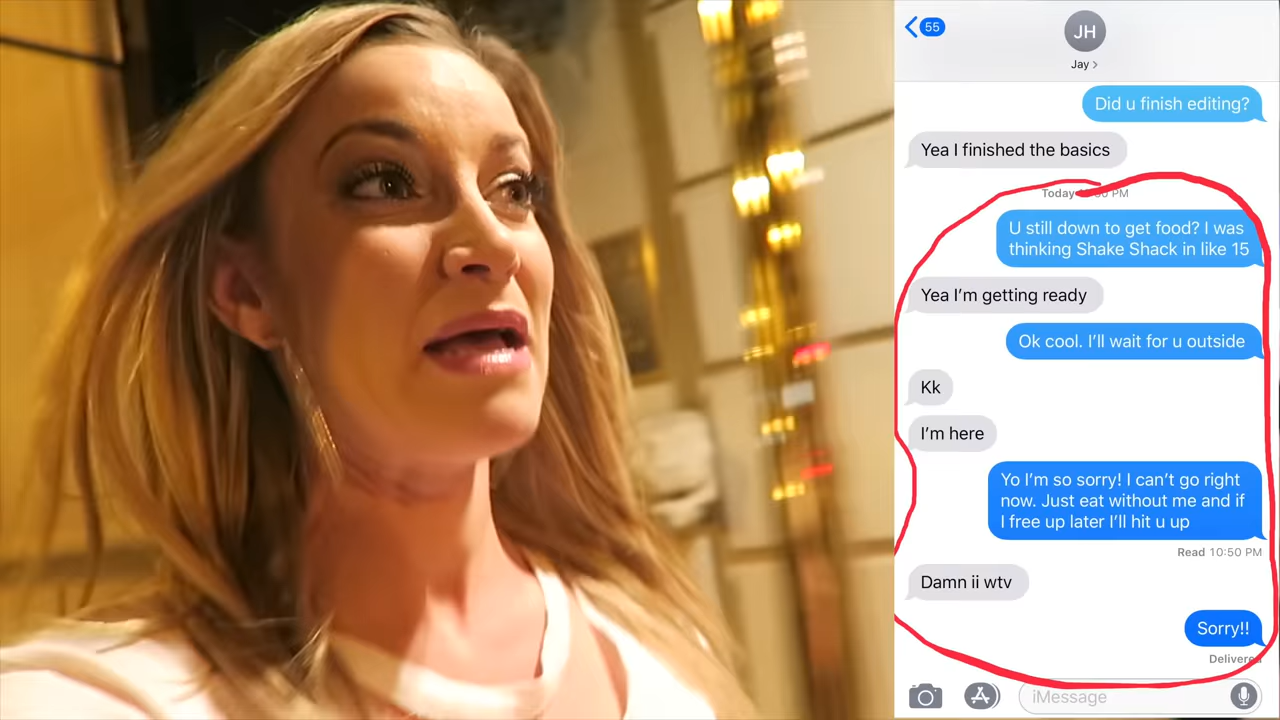 55
JH
Jay
Did u finish editing?
Yea I finished the basics
Today PM
U still down to get food? I was
thinking Shake Shack in like 15
Yea I'm getting ready
Ok cool. I'll wait for u outside
Kk
I'm here
Yo I'm so sorry! I can't go right
now. Just eat without me and if
I free up later I'll hit u up
Read 10:50 PM
Damn ii wtv
Sorry!!
Delivered
iMessage